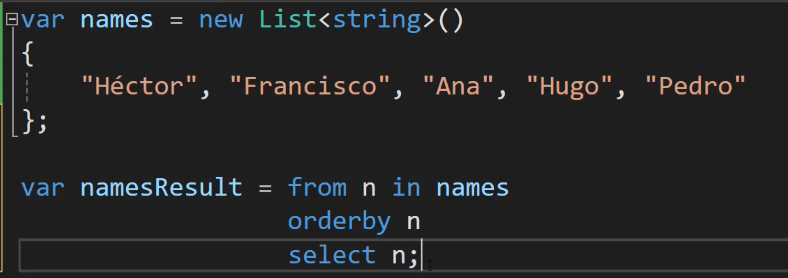 var names = new List<string>()
{
    "Héctor", "Francisco", "Ana", "Hugo", "Pedro"
};
var namesResult = from n in names
                  orderby n
                  select n;